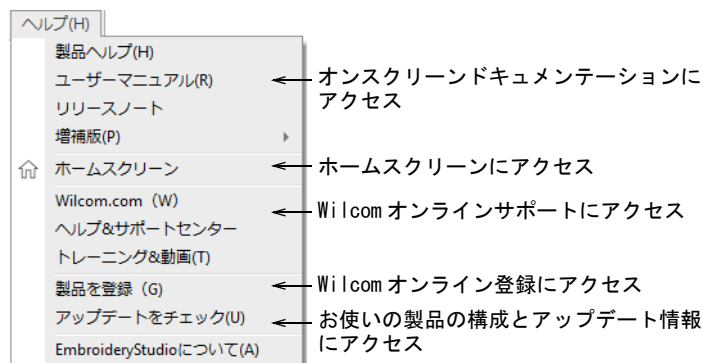 ヘルプ(H)
製品ヘルプ(H)
ユーザーマニュアル(R)
オンスクリーンドキュメンテーションに
アクセス
リリースノート
増補版(P)
ホームスクリーン
ホームスクリーンにアクセス
Wilcom.com（W）
Wilcom オンラインサポートにアクセス
ヘルプ&サポートセンター
トレーニング&動画(T)
製品を登録（G）
Wilcom オンライン登録にアクセス
アップデートをチェック(U)
お使いの製品の構成とアップデート情報
にアクセス
EmbroideryStudioについて(A)